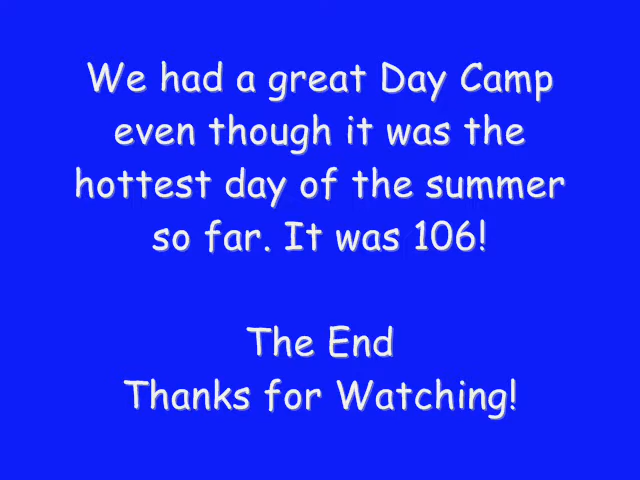 We had a great Day Camp
even though it was the
hottest day of the summer
so far. It was 106!
The End
Thanks for Watching!